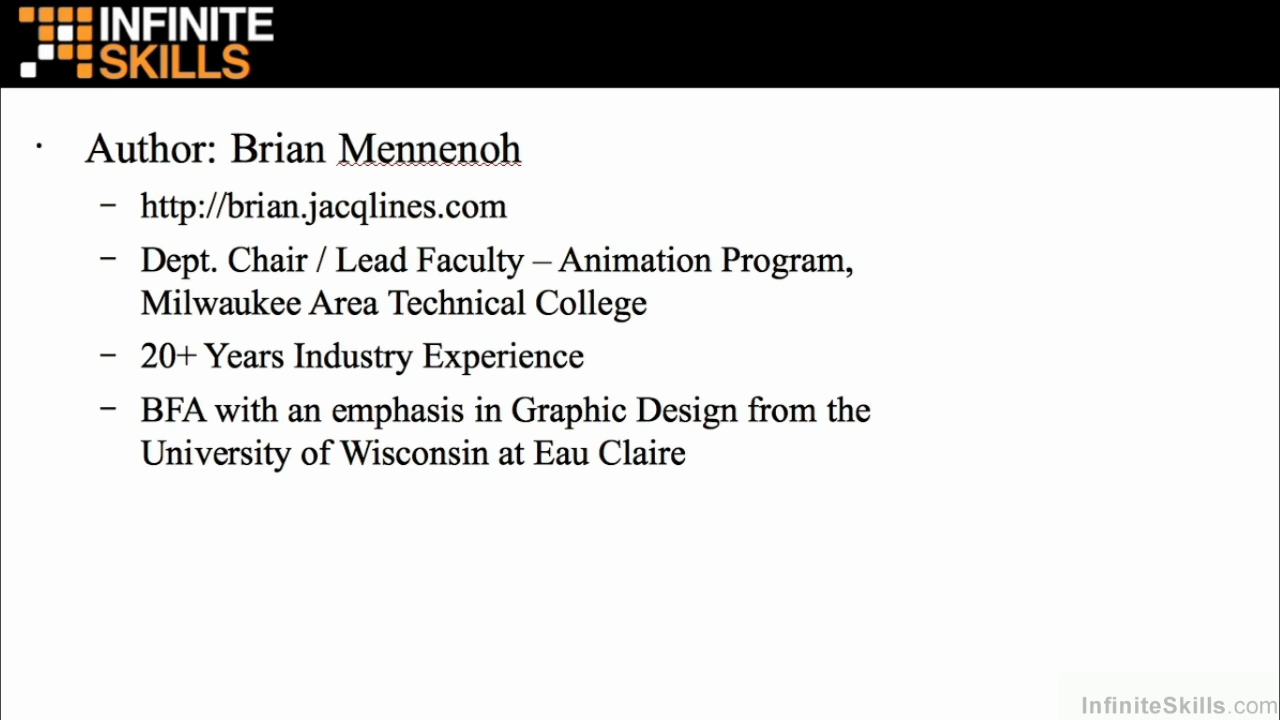 INFINITE
SKILLS
· Author: Brian Mennenoh
– http://brian.jacqlines.com
– Dept. Chair / Lead Faculty – Animation Program,
Milwaukee Area Technical College
– 20+ Years Industry Experience
– BFA with an emphasis in Graphic Design from the
University of Wisconsin at Eau Claire
InfiniteSkills.com